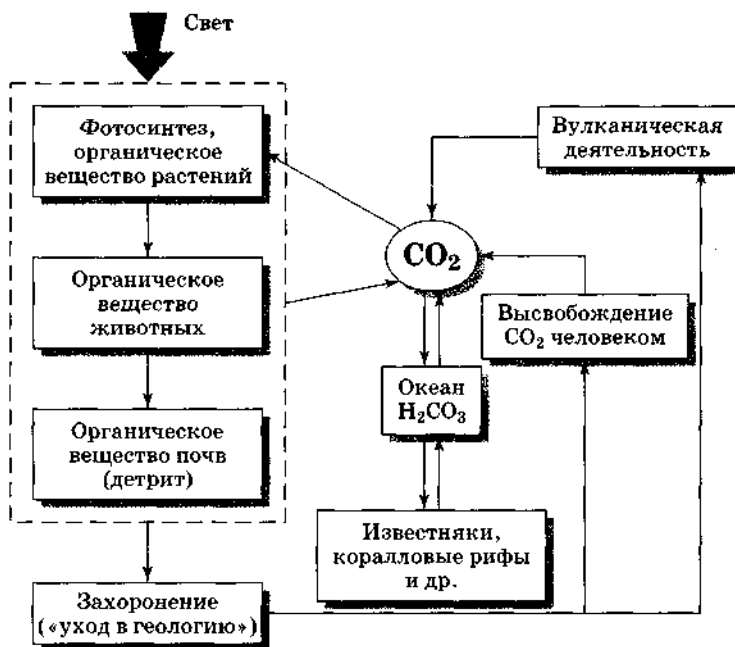 Свет
Фотосинтез,
органическое
вещество растений
Вулканическая
деятельность
CO₂
Органическое
вещество
животных
Высвобождение
CO₂ человеком
Океан
H₂CO₃
Органическое
вещество почв
(детрит)
Известняки,
коралловые рифы
и др.
Захоронение
(«уход в геологию»)